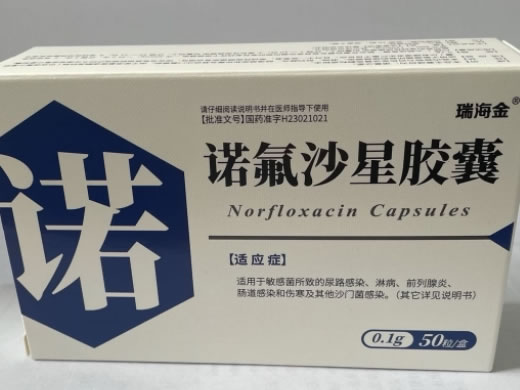 请仔细阅读说明书并在医师指导下使用
【批准文号】国药准字H23021021
瑞海金®
诺
诺氟沙星胶囊
Norfloxacin Capsules
【适应症】
适用于敏感菌所致的尿路感染、淋病、前列腺炎、
肠道感染和伤寒及其他沙门菌感染。（其它详见说明书）
0.1g 50粒/盒